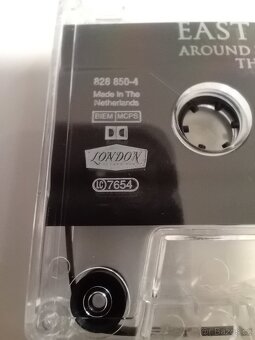 EAST
AROUND
TH
828 850-4
Made In The
Netherlands
BIEM MCPS
LONDON
LC 7654